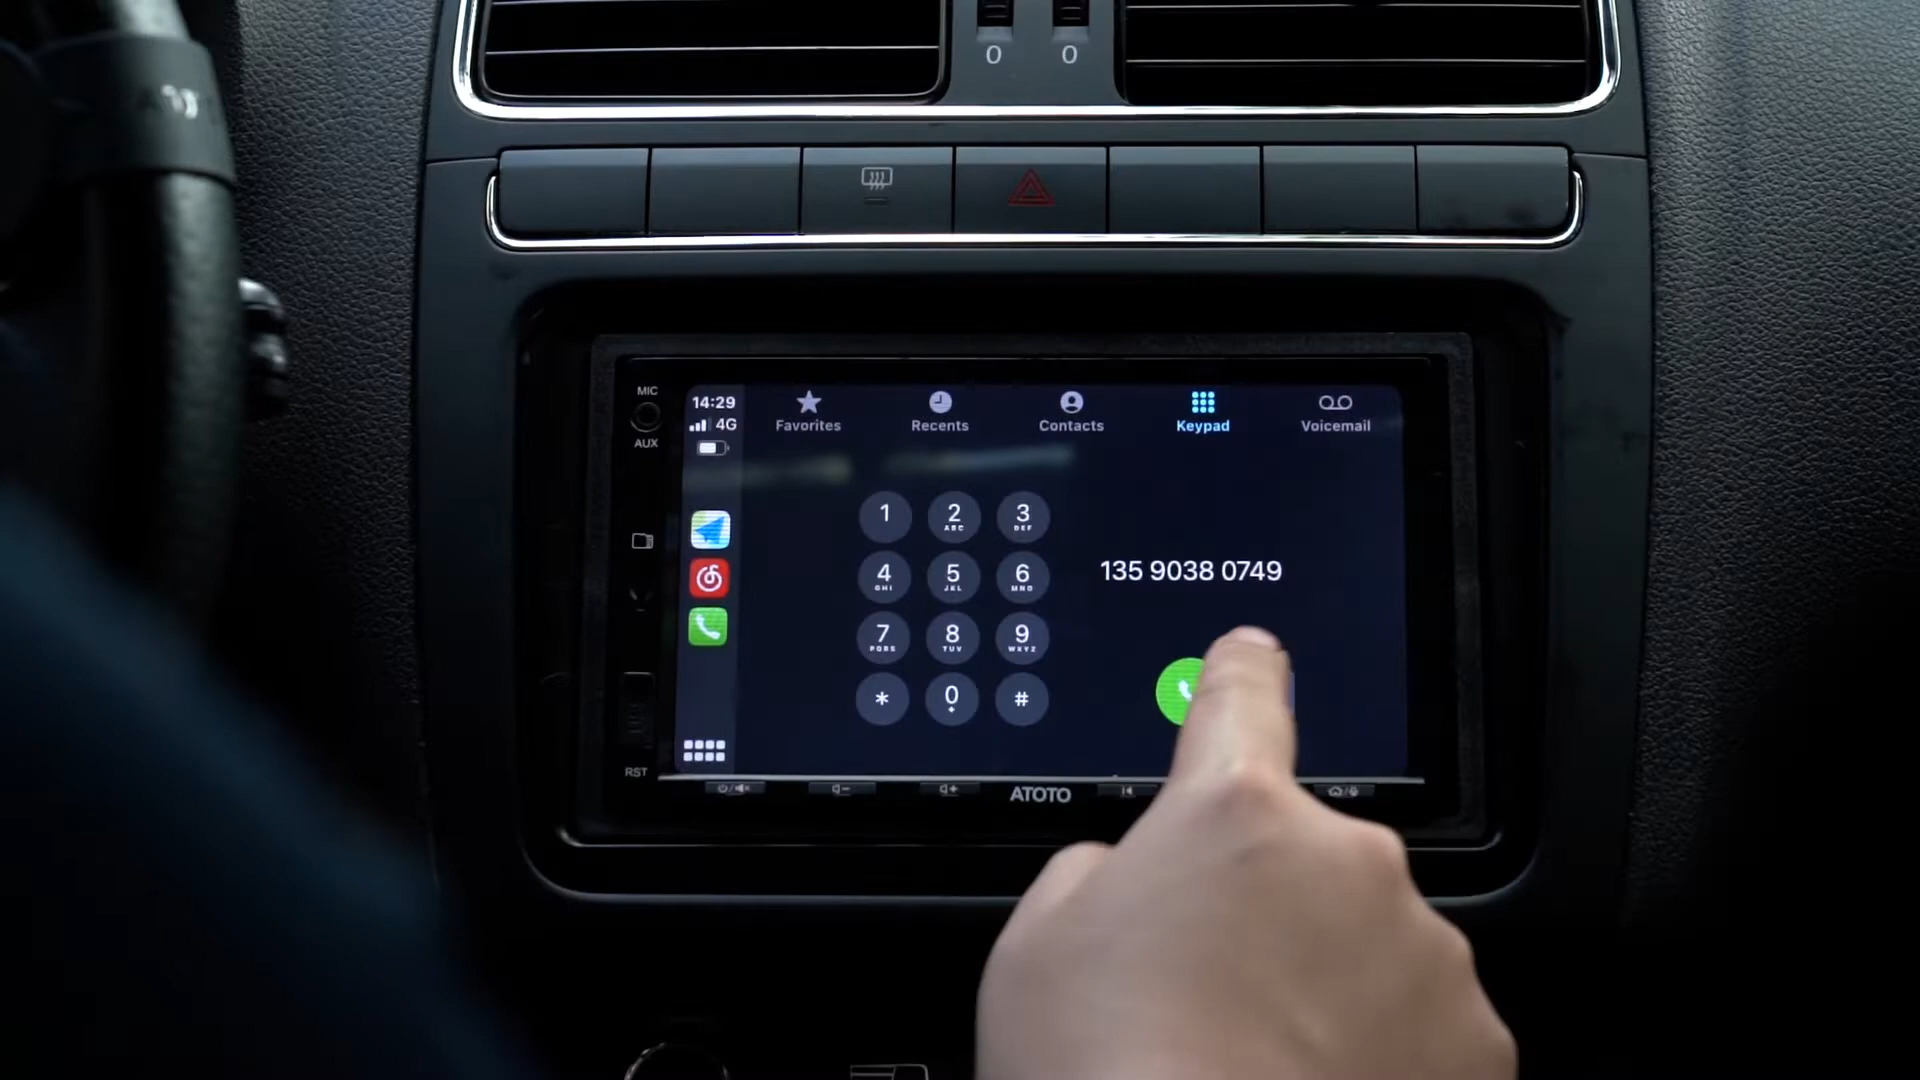 0 0
MIC
AUX
RST
14:29
4G
Favorites
Recents
Contacts
Keypad
Voicemail
1
2 ABC
3 DEF
4 GHI
5 JKL
6 MNO
7 PQRS
8 TUV
9 WXYZ
*
0 +
#
135 9038 0749
ATOTO